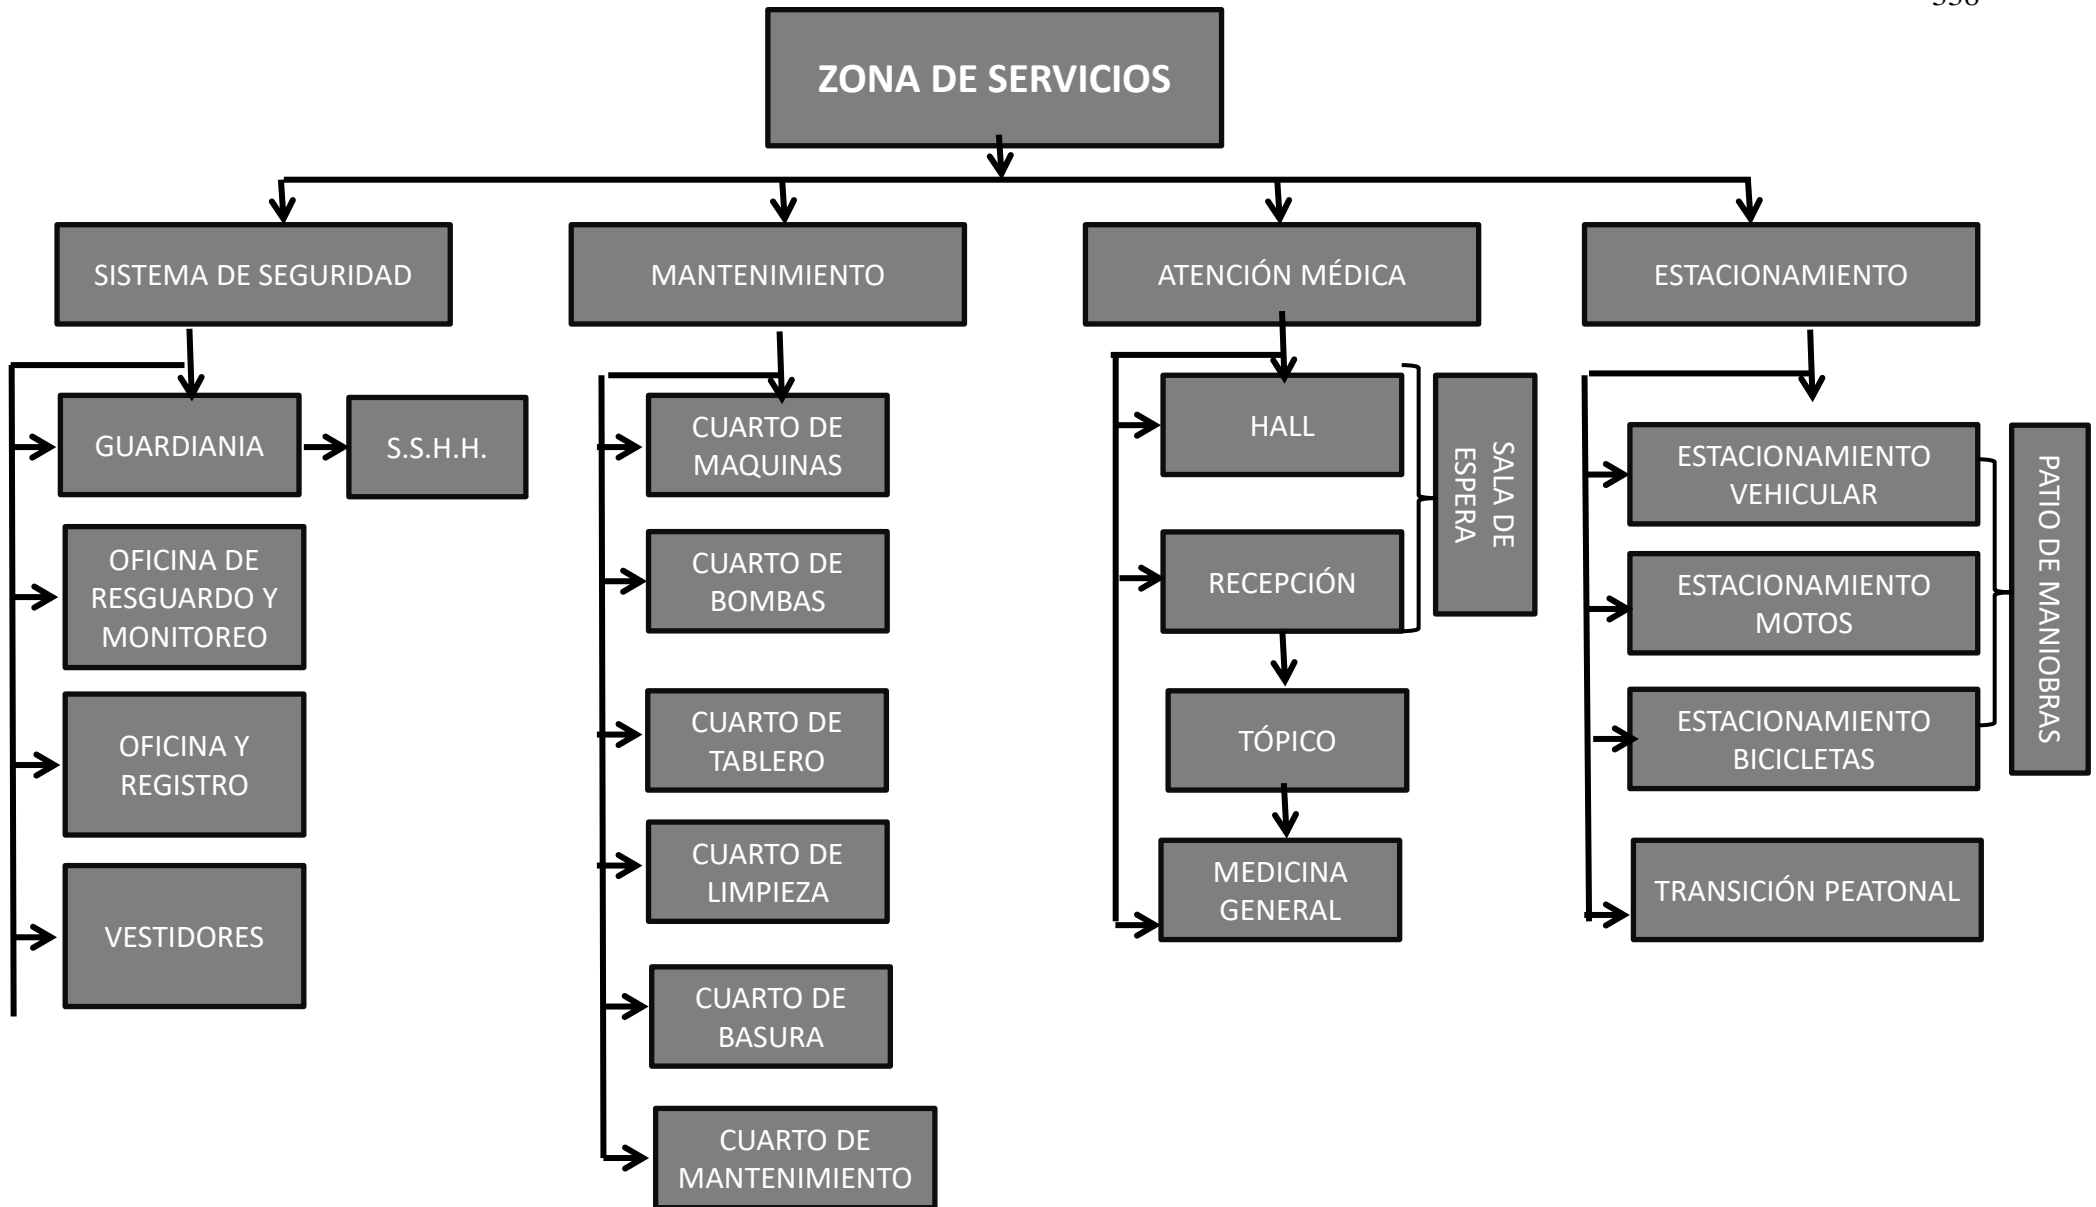 ZONA DE SERVICIOS
SISTEMA DE SEGURIDAD
MANTENIMIENTO
ATENCIÓN MÉDICA
ESTACIONAMIENTO
GUARDIANIA
S.S.H.H.
OFICINA DE
RESGUARDO Y
MONITOREO
OFICINA Y
REGISTRO
VESTIDORES
CUARTO DE
MAQUINAS
CUARTO DE
BOMBAS
CUARTO DE
TABLERO
CUARTO DE
LIMPIEZA
CUARTO DE
BASURA
CUARTO DE
MANTENIMIENTO
HALL
RECEPCIÓN
SALA DE
ESPERA
TÓPICO
MEDICINA
GENERAL
ESTACIONAMIENTO
VEHICULAR
ESTACIONAMIENTO
MOTOS
ESTACIONAMIENTO
BICICLETAS
PATIO DE MANIOBRAS
TRANSICIÓN PEATONAL